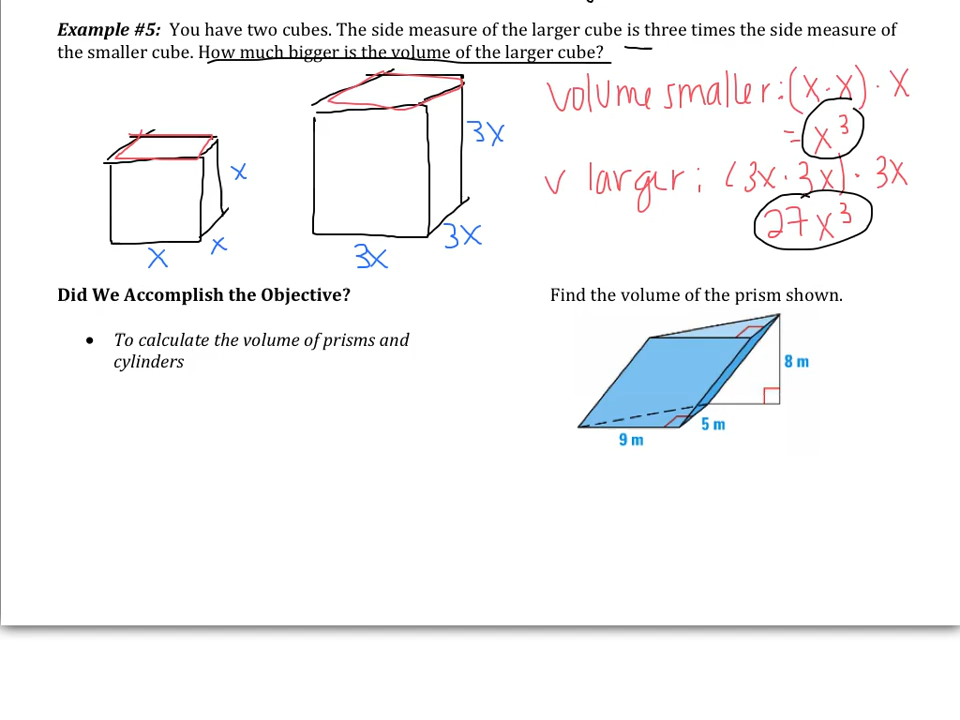 Example #5: You have two cubes. The side measure of the larger cube is three times the side measure of
the smaller cube. How much bigger is the volume of the larger cube?
volume smaller: (x·x)·x
= x³
v larger: (3x·3x)·3x
27x³
x
x
x
3x
3x
3x
Did We Accomplish the Objective?
• To calculate the volume of prisms and
cylinders
Find the volume of the prism shown.
8 m
5 m
9 m